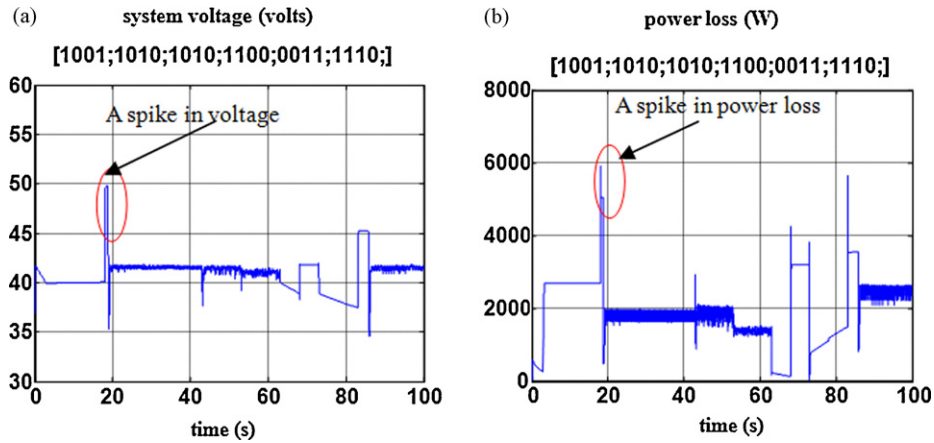 (a)
system voltage (volts)
[1001;1010;1010;1100;0011;1110;]
60
55
50
45
40
35
30
A spike in voltage
0 20 40 60 80 100
time (s)
(b)
power loss (W)
[1001;1010;1010;1100;0011;1110;]
8000
6000
4000
2000
0
A spike in power loss
0 20 40 60 80 100
time (s)